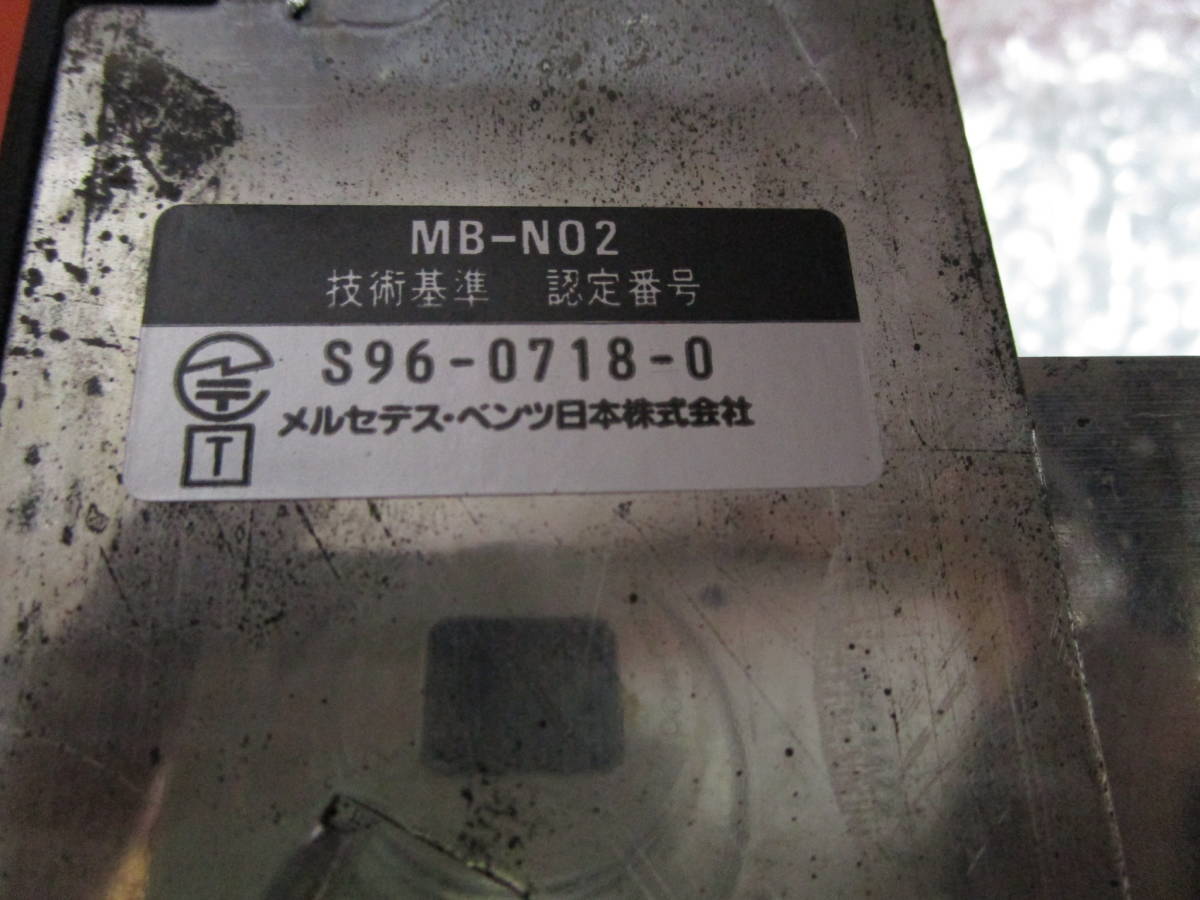 MB-N02
技術基準 認定番号
S96-0718-0
T
メルセデス・ベンツ日本株式会社